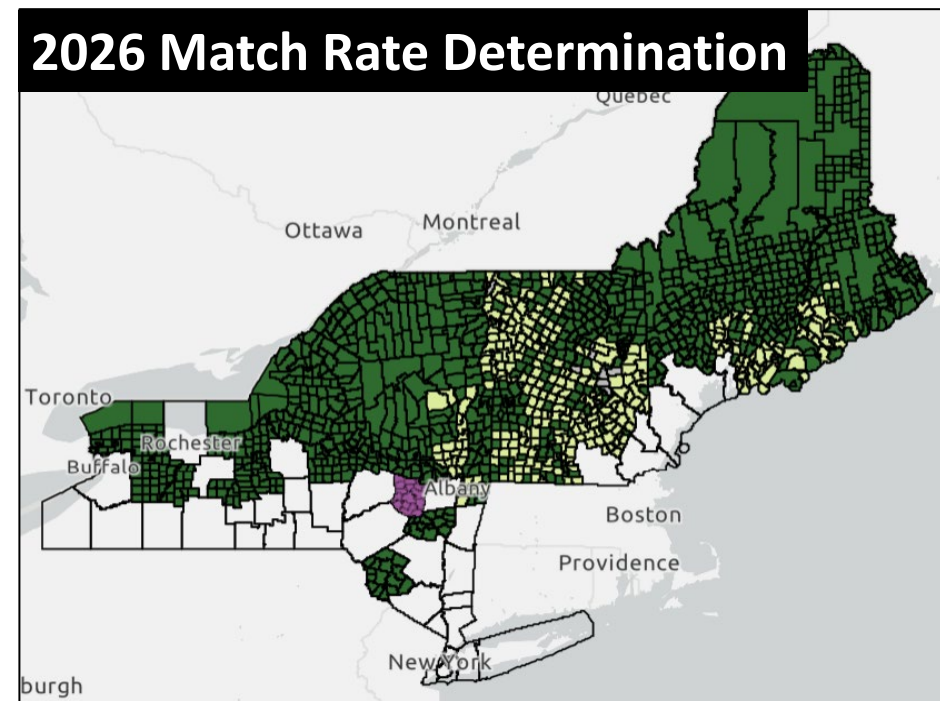 2026 Match Rate Determination
Quebec
Ottawa
Montreal
Toronto
Rochester
Buffalo
Albany
Boston
Providence
New York
burgh